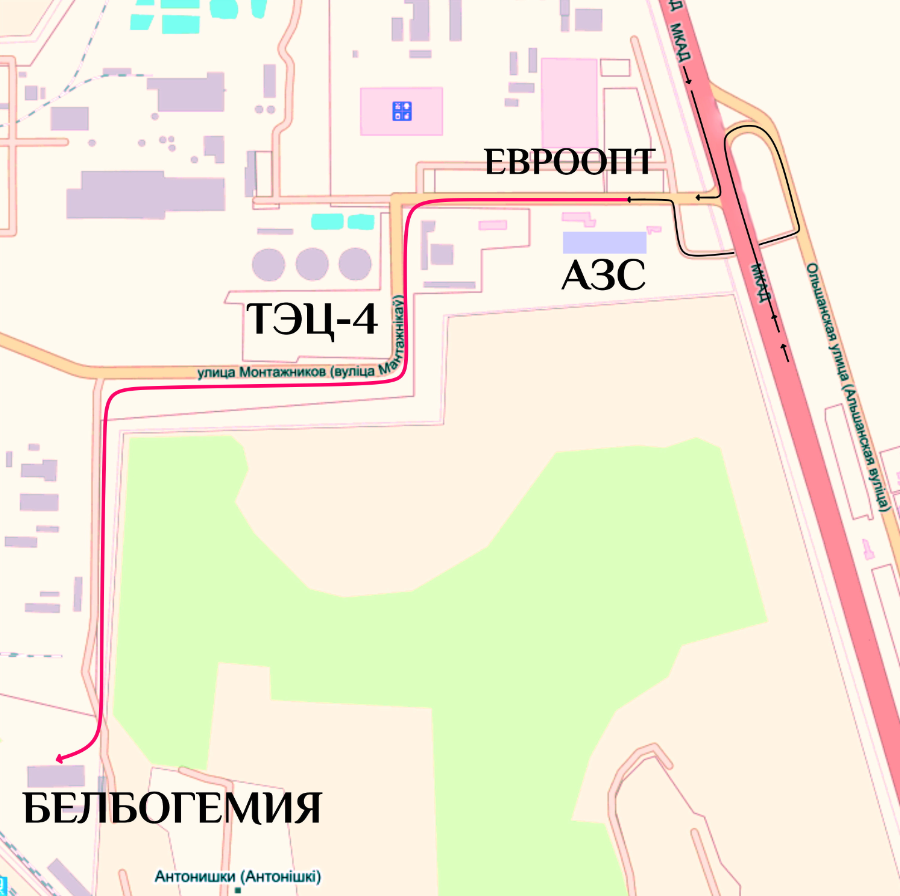 МКАД
ЕВРООПТ
АЗС
МКАД
Ольшанская улица (Альшанская вуліца)
ТЭЦ-4
улица Монтажников (вуліца Мантажнікаў)
БЕЛБОГЕМИЯ
Антонишки (Антонішкі)